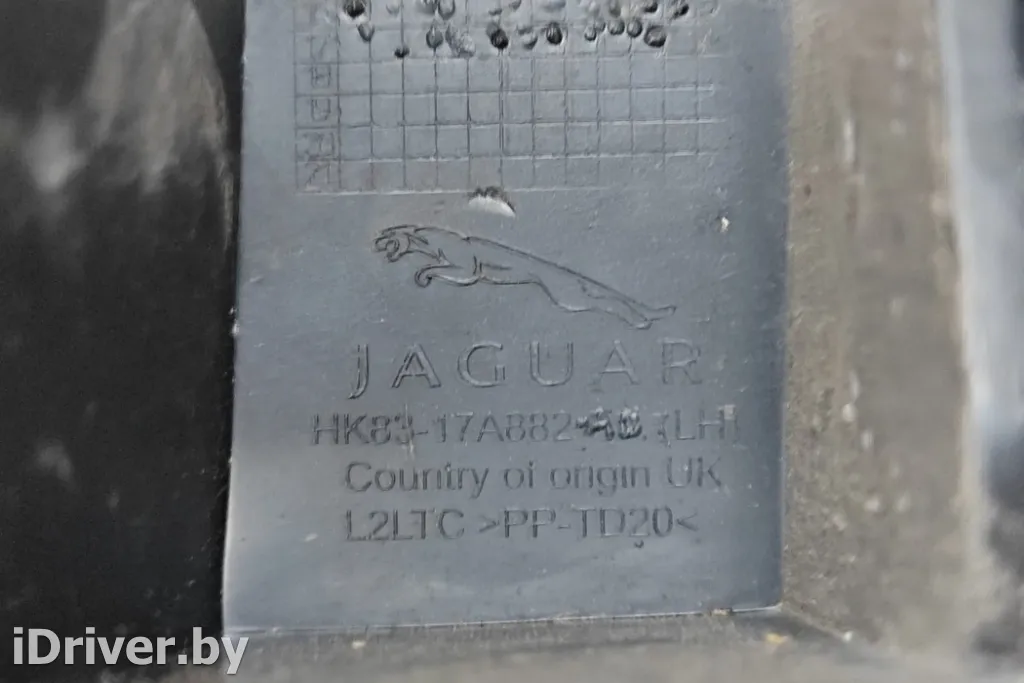 JAGUAR
HK83-17A882 (LH)
Country of origin UK
L2LTC >PP-TD20<
iDriver.by